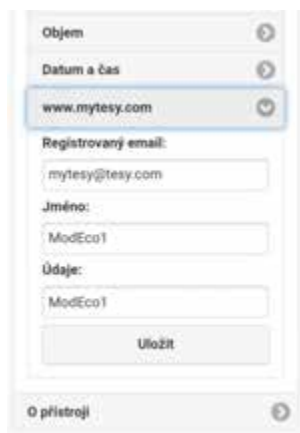 Objem
Datum a čas
www.mytesy.com
Registrovaný email:
mytesy@tesy.com
Jméno:
ModEco1
Údaje:
ModEco1
Uložit
O přístroji